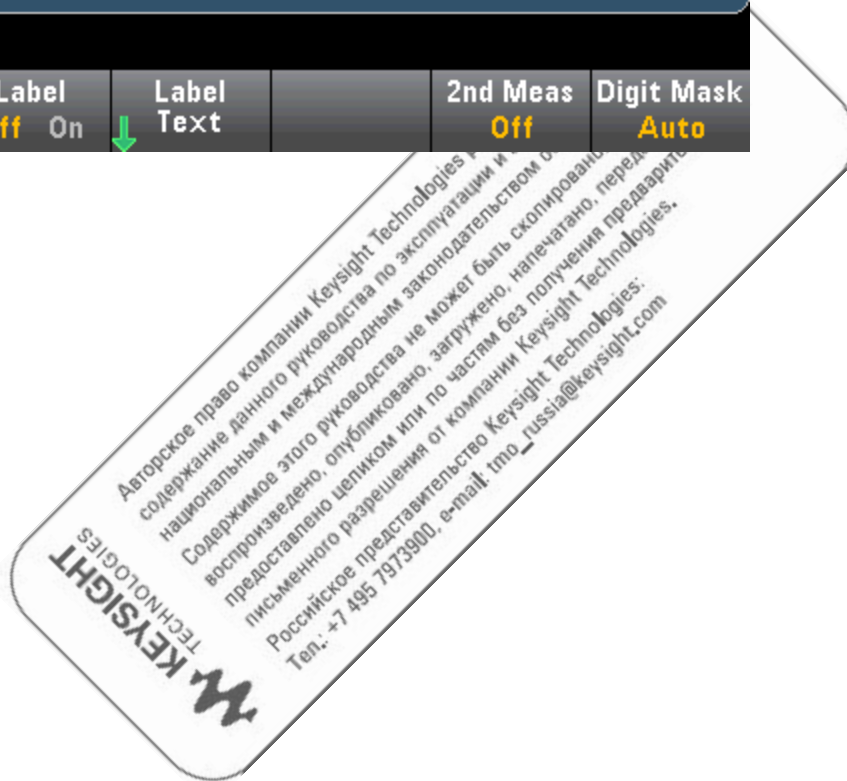 Label
ff On
Label
Text
2nd Meas
Off
Digit Mask
Auto
Авторское право компании Keysight Technologies
содержание данного руководства по эксплуатации и
национальным и международным законодательством
Содержимое этого руководства не может быть скопировано
воспроизведено, опубликовано, загружено, напечатано,
предоставлено целиком или по частям без получения
письменного разрешения от компании Keysight Technologies.
Российское представительство Keysight Technologies:
Тел.: +7 495 7973900, e-mail: tmo_russia@keysight.com
KEYSIGHT
TECHNOLOGIES